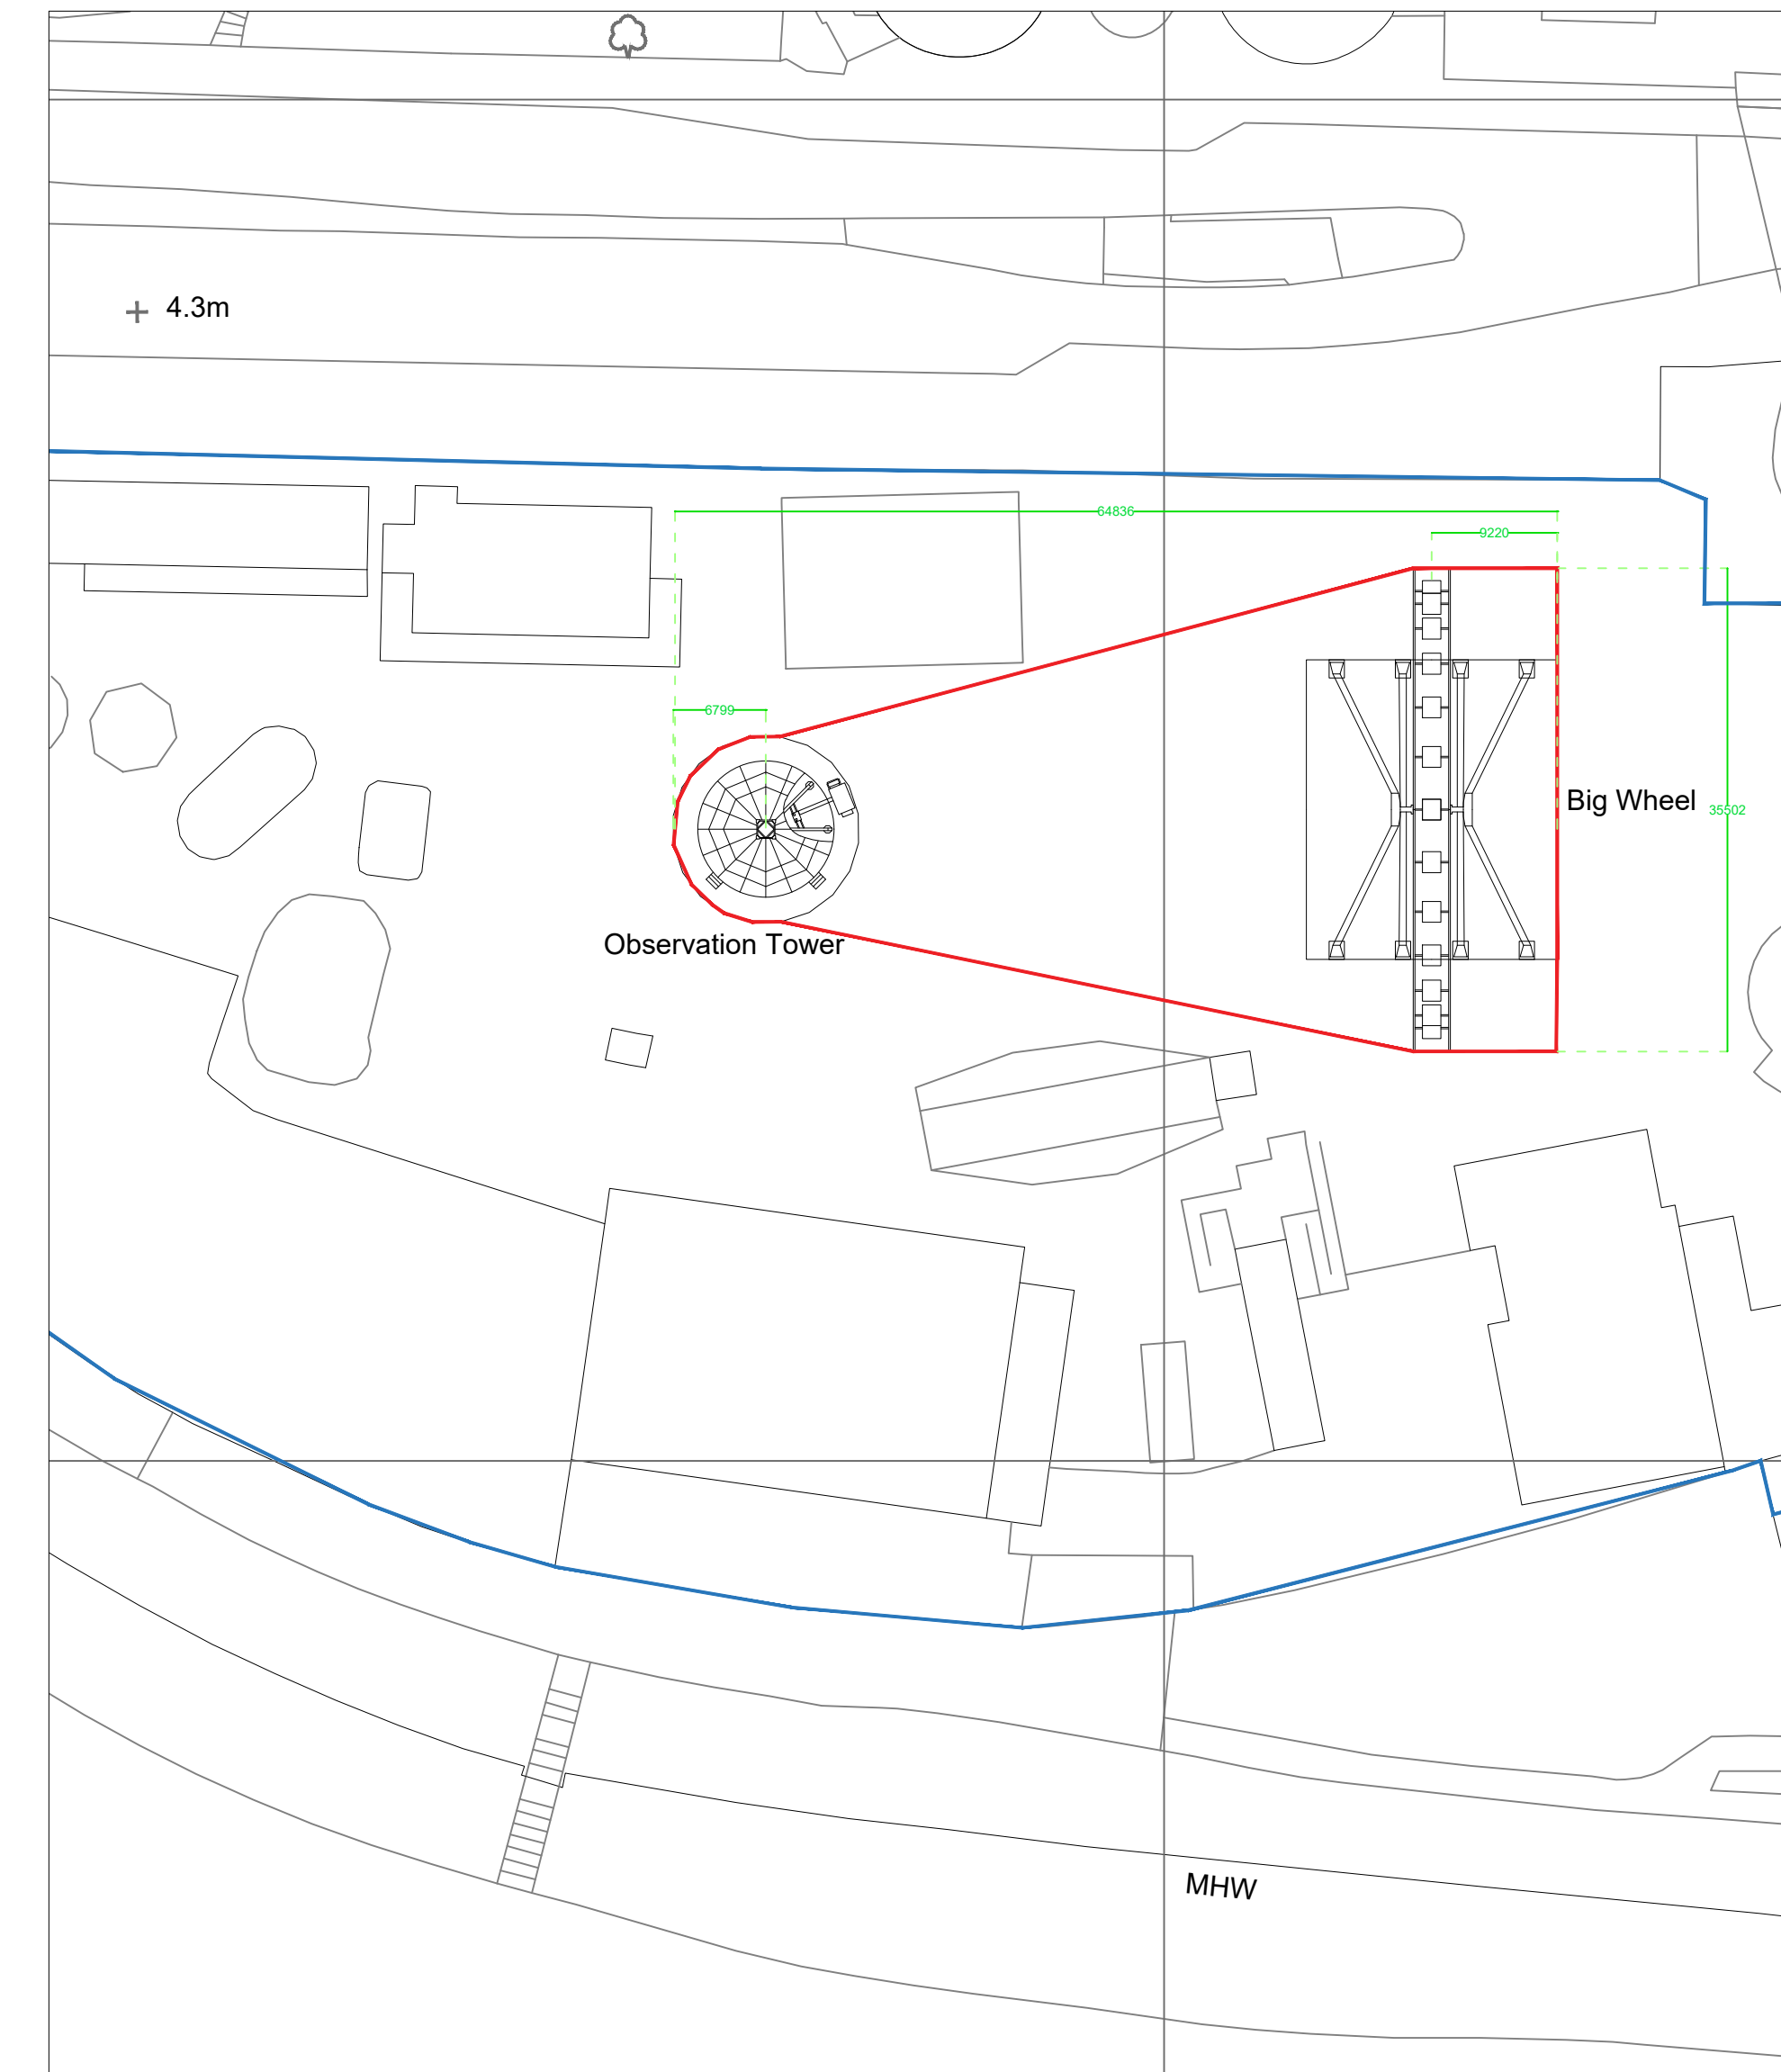 4.3m
64836
9220
6799
Big Wheel
35502
Observation Tower
MHW